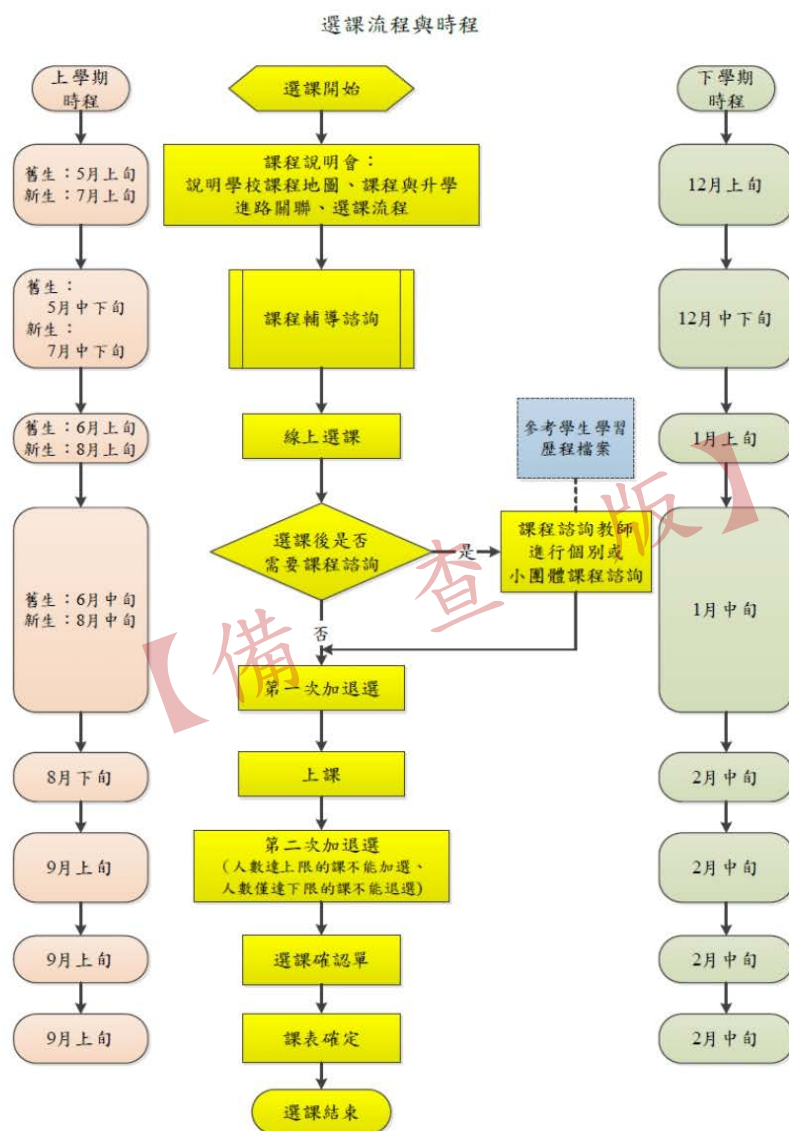 選課流程與時程
上學期
時程
選課開始
下學期
時程
舊生：5月上旬
新生：7月上旬
課程說明會：
說明學校課程地圖、課程與升學
進路關聯、選課流程
12月上旬
舊生：
5月中下旬
新生：
7月中下旬
課程輔導諮詢
12月中下旬
舊生：6月上旬
新生：8月上旬
線上選課
參考學生學習
歷程檔案
1月上旬
舊生：6月中旬
新生：8月中旬
選課後是否
需要課程諮詢
是
課程諮詢教師
進行個別或
小團體課程諮詢
否
第一次加退選
1月中旬
8月下旬
上課
2月中旬
9月上旬
第二次加退選
(人數達上限的課不能加選、
人數僅達下限的課不能退選)
2月中旬
9月上旬
選課確認單
2月中旬
9月上旬
課表確定
2月中旬
選課結束
【備查版】